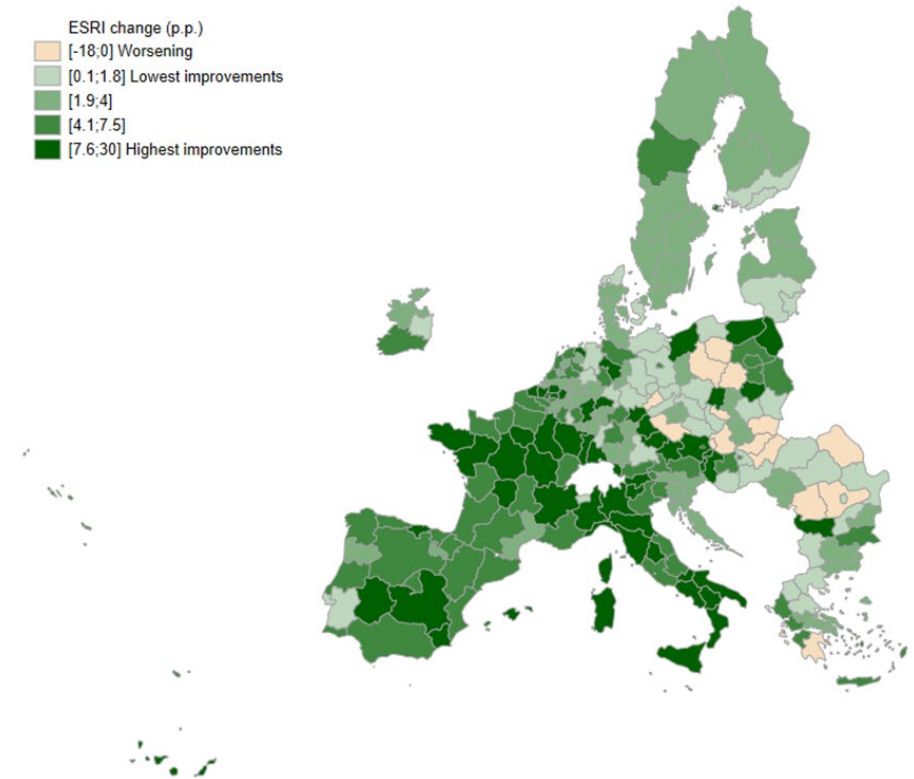 ESRI change (p.p.)
[-18;0] Worsening
[0.1;1.8] Lowest improvements
[1.9;4]
[4.1;7.5]
[7.6;30] Highest improvements